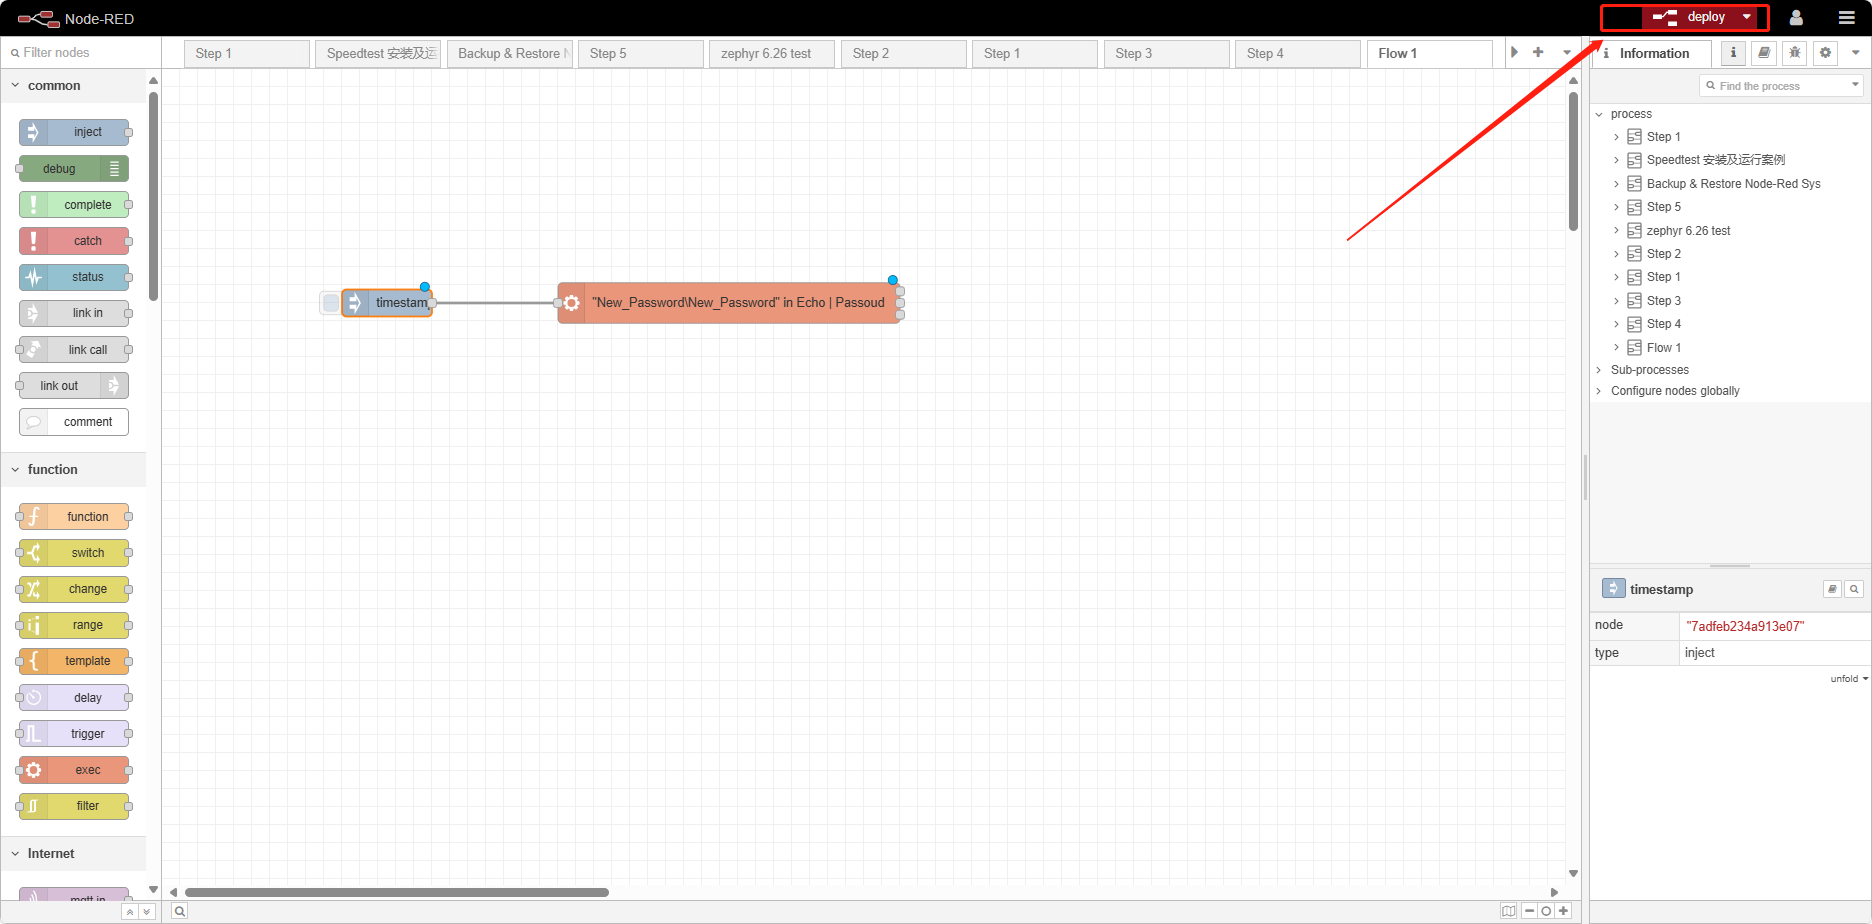 Node-RED
deploy
Filter nodes
Step 1
Speedtest 安装及运
Backup & Restore N
Step 5
zephyr 6.26 test
Step 2
Step 1
Step 3
Step 4
Flow 1
Information
Find the process
common
inject
debug
complete
catch
status
link in
link call
link out
comment
function
function
switch
change
range
template
delay
trigger
exec
filter
Internet
mqtt in
timestamp
"New_Password\New_Password" in Echo | Passoud
process
Step 1
Speedtest 安装及运行案例
Backup & Restore Node-Red Sys
Step 5
zephyr 6.26 test
Step 2
Step 1
Step 3
Step 4
Flow 1
Sub-processes
Configure nodes globally
timestamp
node "7adfeb234a913e07"
type inject
unfold